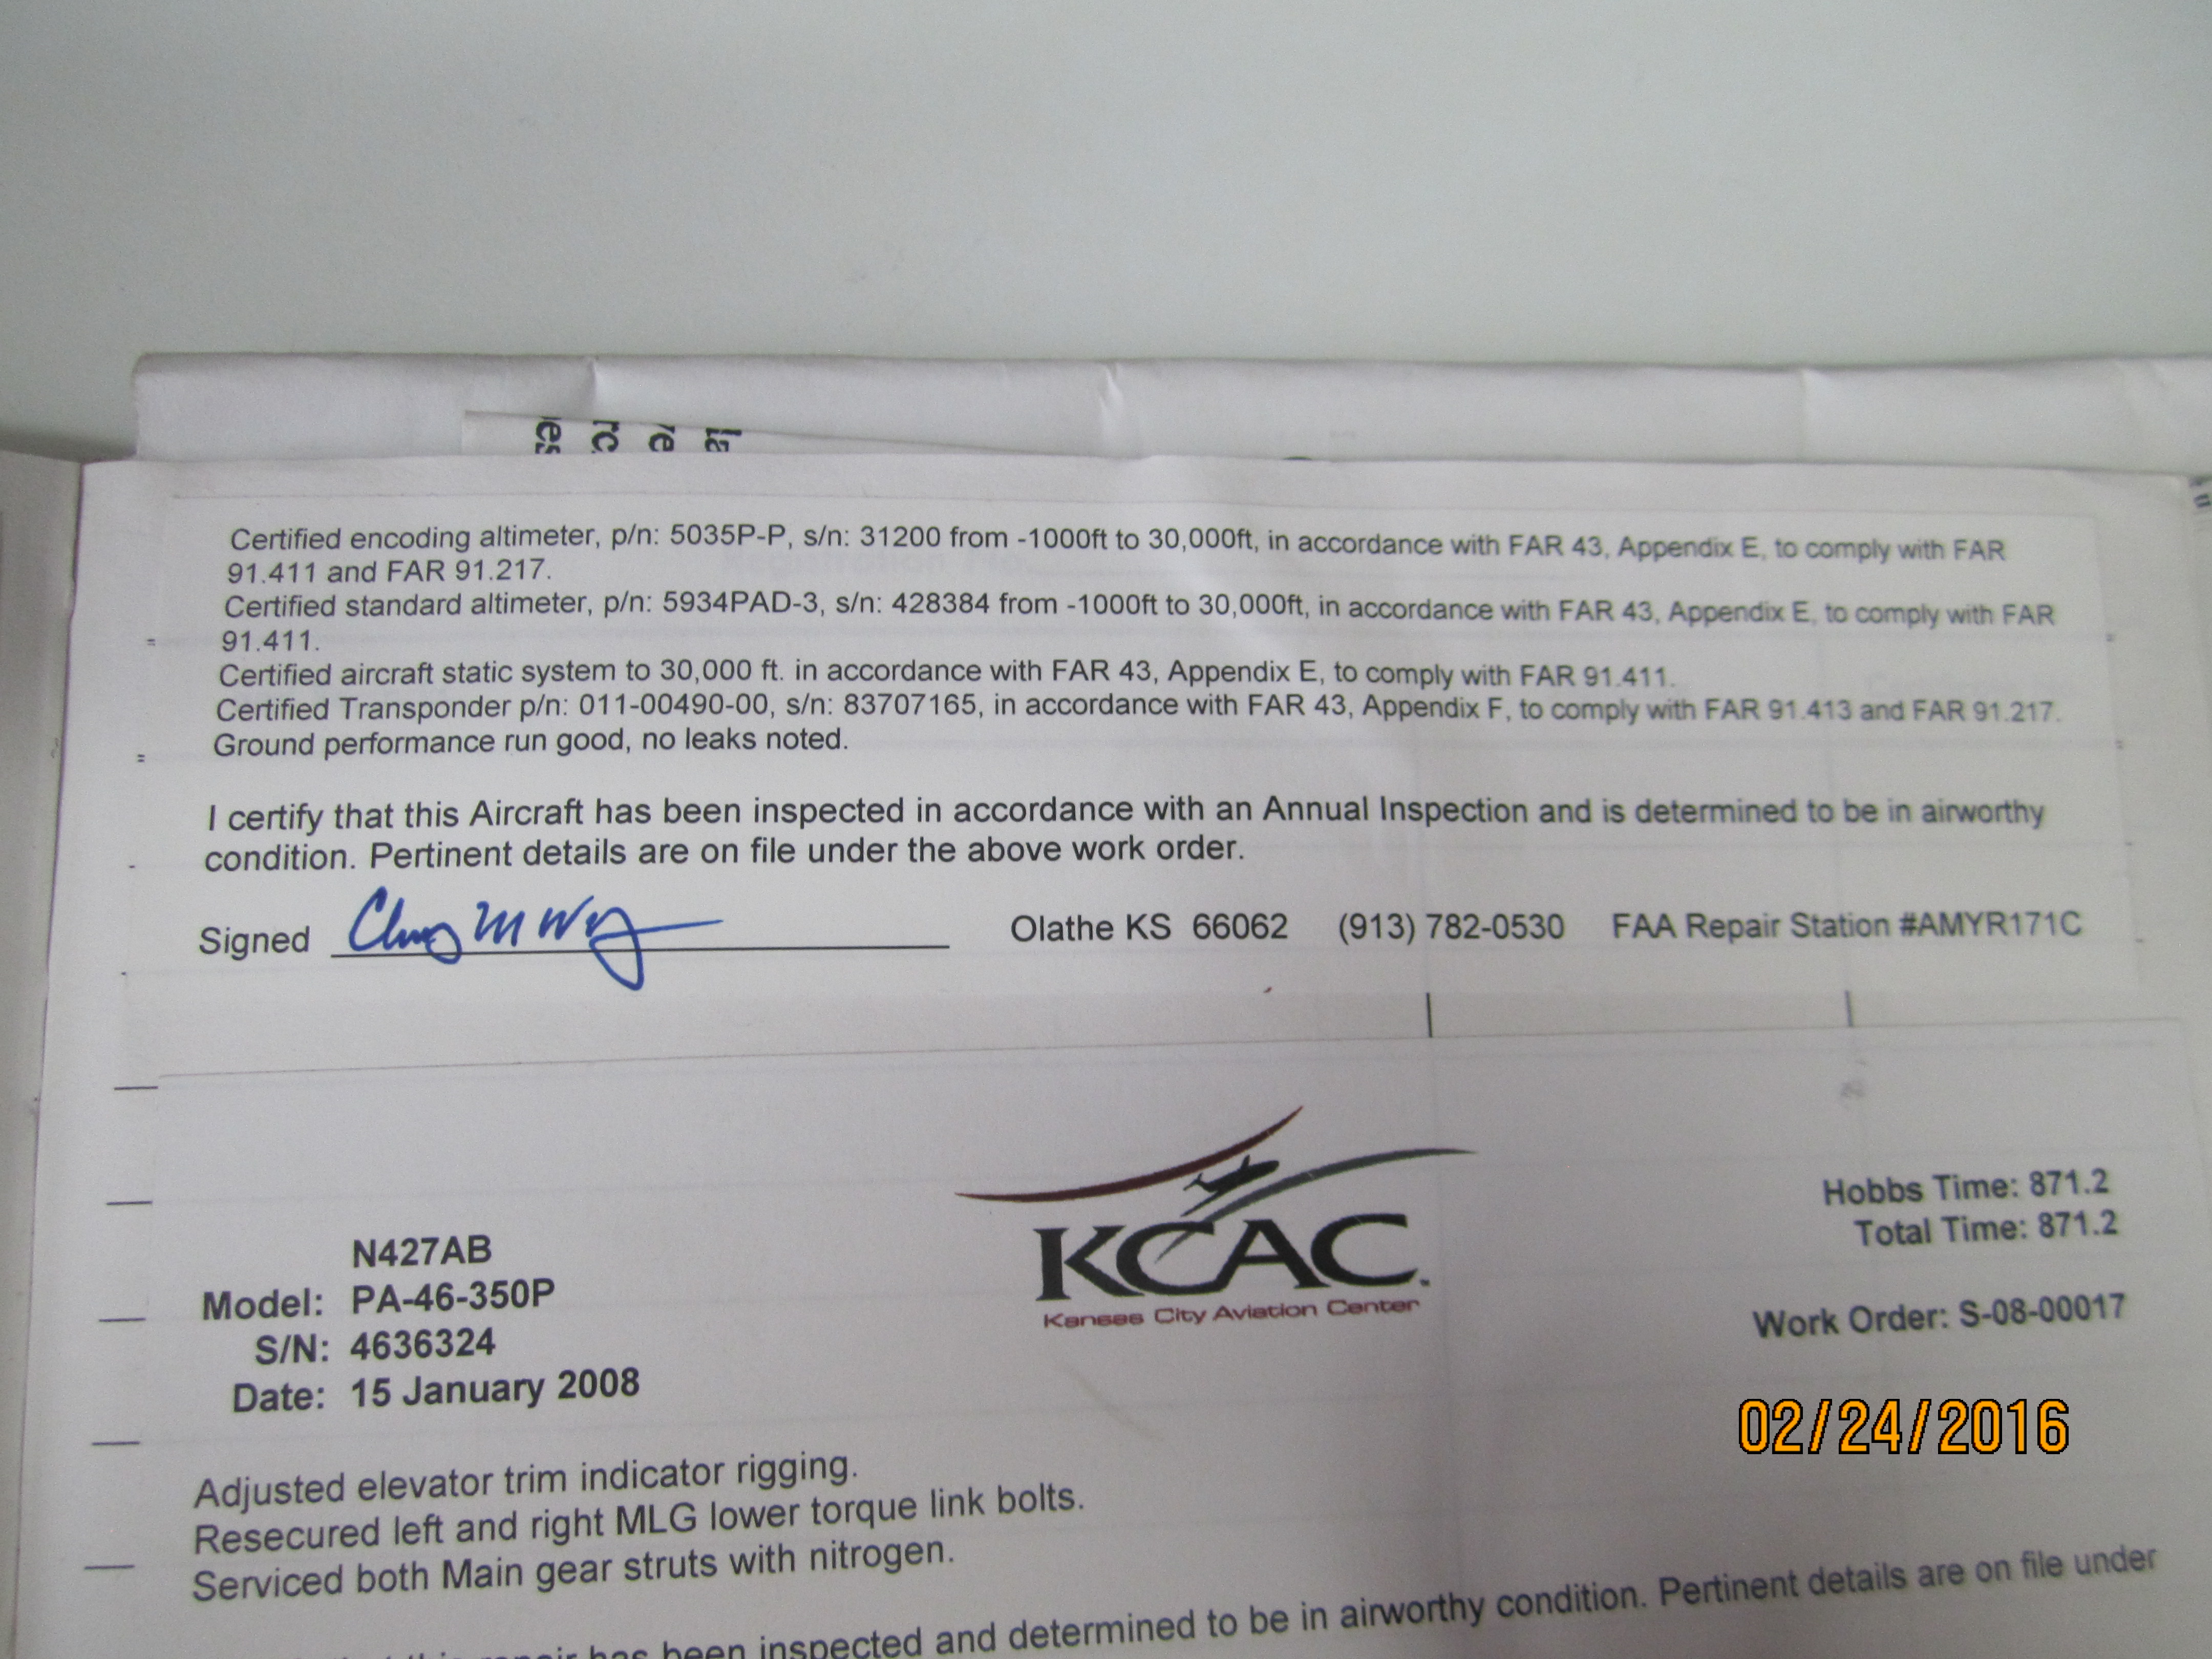 Certified encoding altimeter, p/n: 5035P-P, s/n: 31200 from -1000ft to 30,000ft, in accordance with FAR 43, Appendix E, to comply with FAR
91.411 and FAR 91.217.
Certified standard altimeter, p/n: 5934PAD-3, s/n: 428384 from -1000ft to 30,000ft, in accordance with FAR 43, Appendix E, to comply with FAR
91.411.
Certified aircraft static system to 30,000 ft. in accordance with FAR 43, Appendix E, to comply with FAR 91.411.
Certified Transponder p/n: 011-00490-00, s/n: 83707165, in accordance with FAR 43, Appendix F, to comply with FAR 91.413 and FAR 91.217.
Ground performance run good, no leaks noted.
I certify that this Aircraft has been inspected in accordance with an Annual Inspection and is determined to be in airworthy
condition. Pertinent details are on file under the above work order.
Signed Olathe KS 66062 (913) 782-0530 FAA Repair Station #AMYR171C
KCAC
Kansas City Aviation Center
Hobbs Time: 871.2
Total Time: 871.2
Work Order: S-08-00017
N427AB
Model: PA-46-350P
S/N: 4636324
Date: 15 January 2008
02/24/2016
Adjusted elevator trim indicator rigging.
Resecured left and right MLG lower torque link bolts.
Serviced both Main gear struts with nitrogen.
has been inspected and determined to be in airworthy condition. Pertinent details are on file under